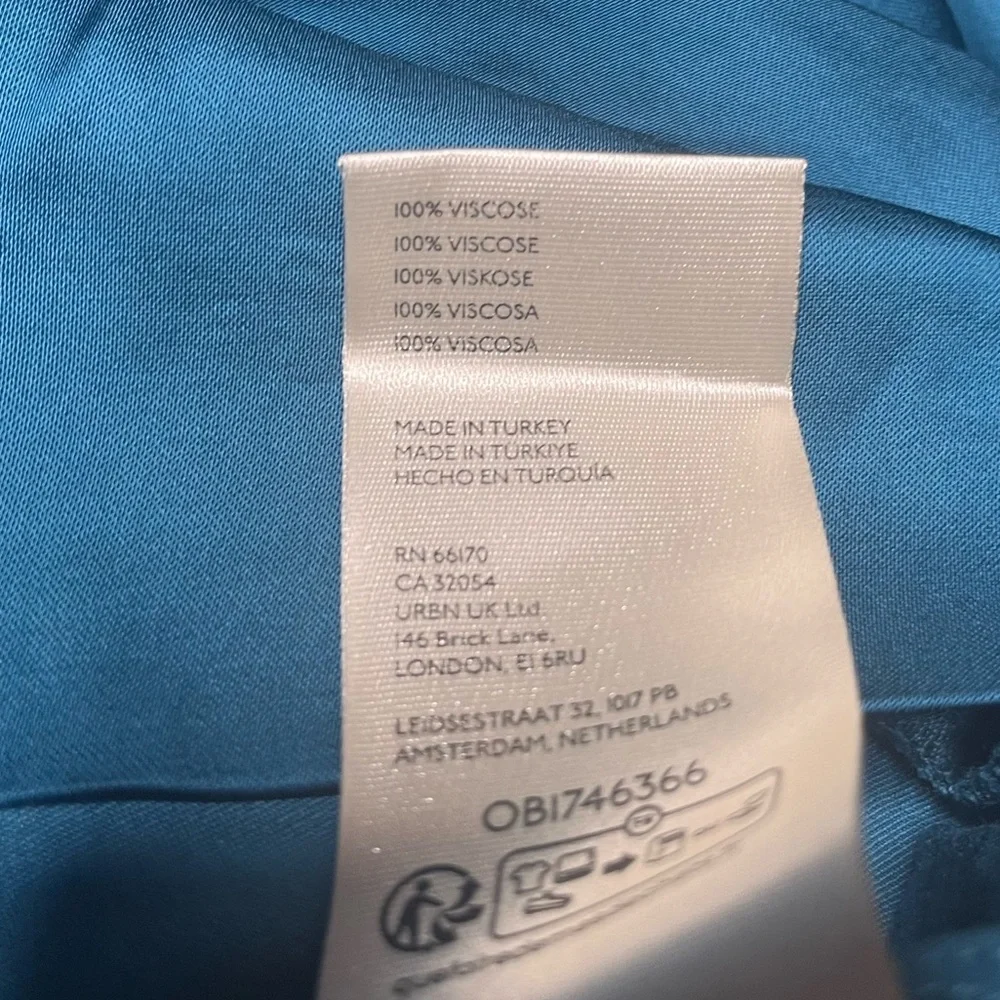 100% VISCOSE
100% VISCOSE
100% VISKOSE
100% VISCOSA
100% VISCOSA
MADE IN TURKEY
MADE IN TÜRKIYE
HECHO EN TURQUÍA
RN 66170
CA 32054
URBN UK Ltd.
146 Brick Lane,
LONDON, E1 6RU
LEIDSESTRAAT 32, 1017 PB
AMSTERDAM, NETHERLANDS
OB1746366